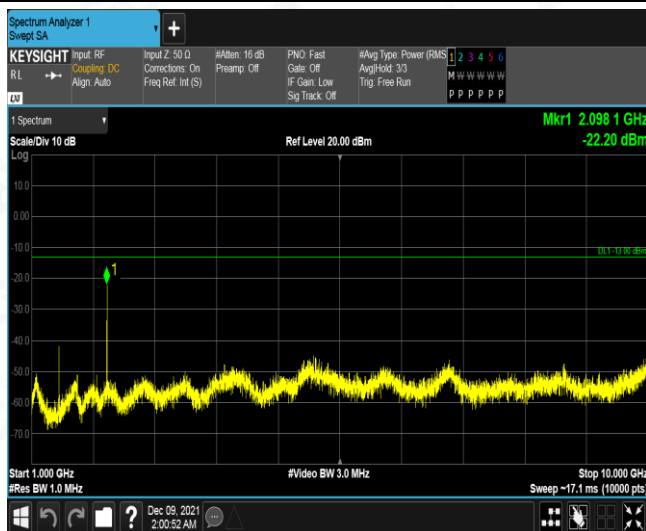 Spectrum Analyzer 1
Swept SA
+
KEYSIGHT Input: RF Input Z: 50 Ω #Atten: 16 dB PNO: Fast #Avg Type: Power (RMS 1 2 3 4 5 6
RL Coupling: DC Corrections: On Preamp: Off Gate: Off Avg|Hold: 3/3 M W W W W W
Align: Auto Freq Ref: Int (S) IF Gain: Low Trig: Free Run
Sig Track: Off P P P P P P
LXI
1 Spectrum Mkr1 2.098 1 GHz
Scale/Div 10 dB Ref Level 20.00 dBm -22.20 dBm
Log
10.0
0.00
-10.0
DL1 -13.00 dBm
-20.0
1
-30.0
-40.0
-50.0
-60.0
-70.0
Start 1.000 GHz #Video BW 3.0 MHz Stop 10.000 GHz
#Res BW 1.0 MHz Sweep ~17.1 ms (10000 pts)
? Dec 09, 2021
2:00:52 AM